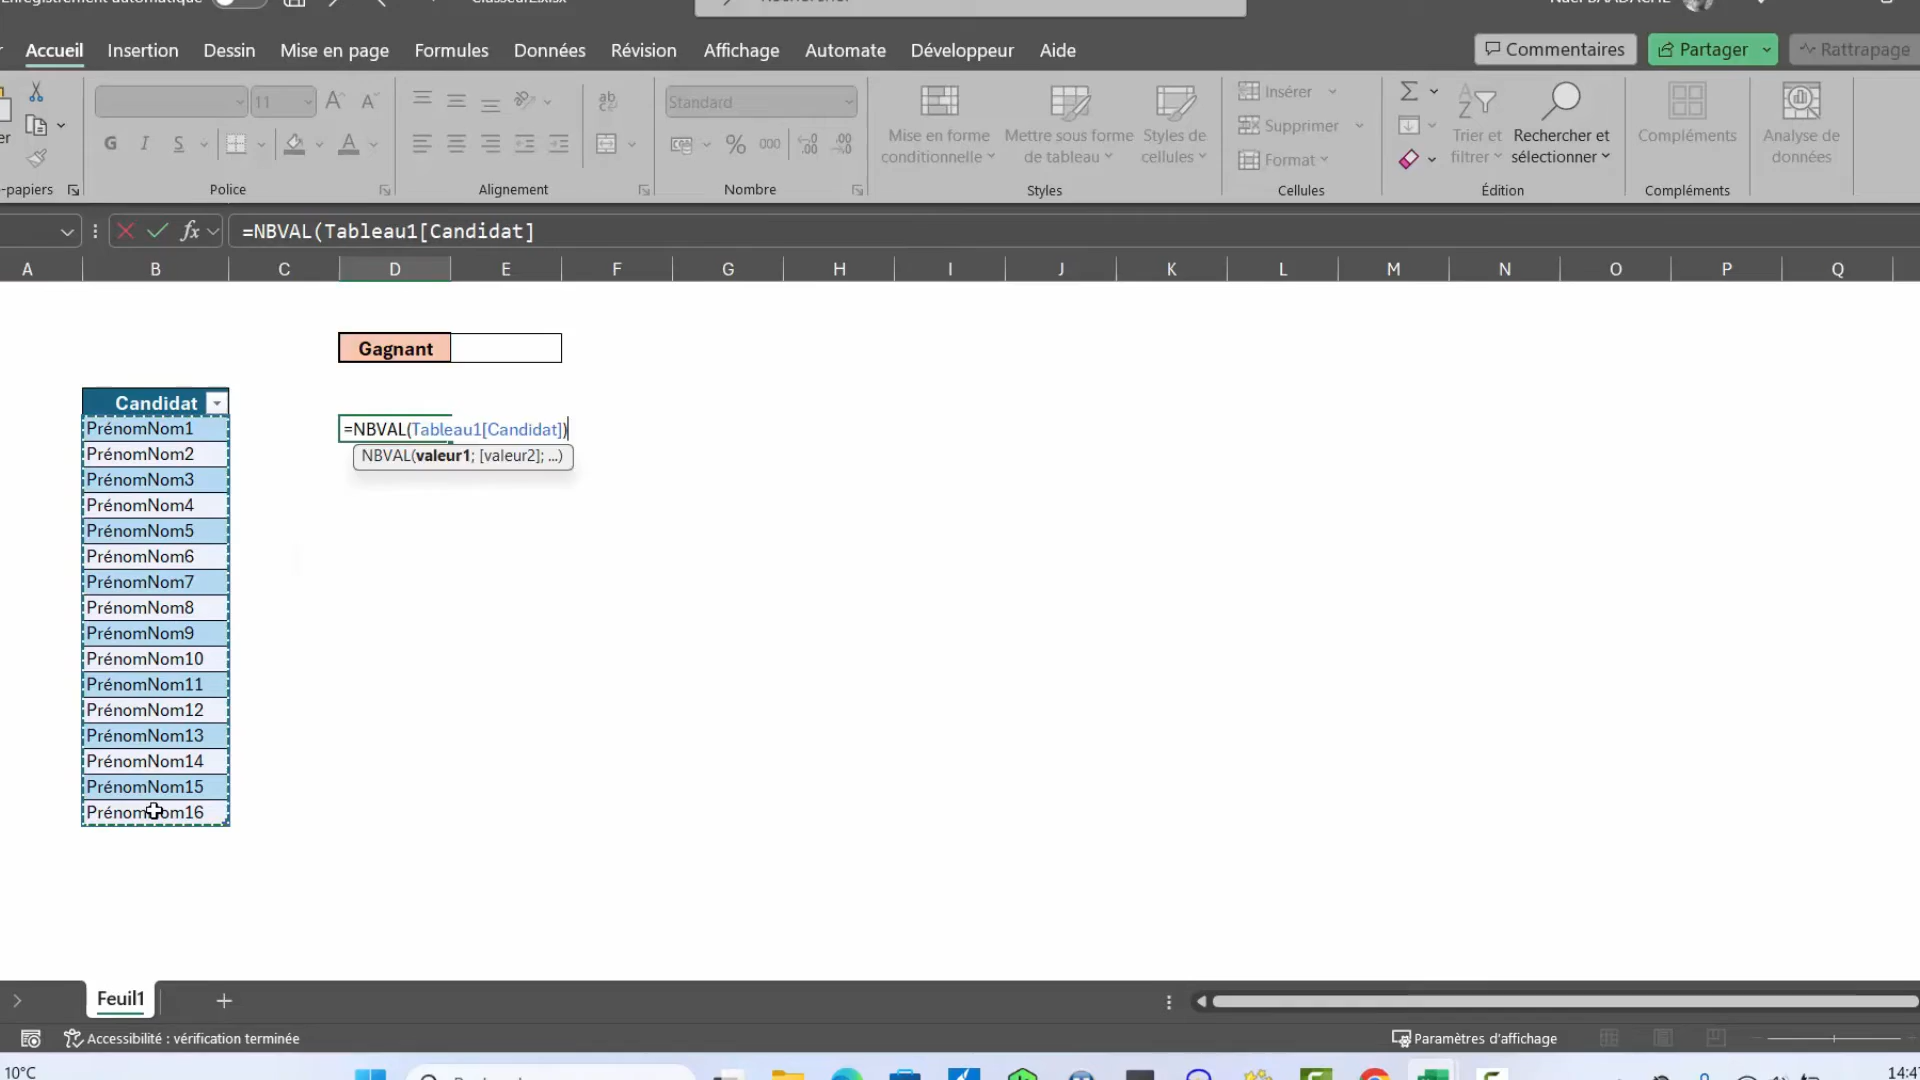 Accueil Insertion Dessin Mise en page Formules Données Révision Affichage Automate Développeur Aide Commentaires Partager Rattrapage
11 Standard Insérer
Mise en forme conditionnelle Mettre sous forme de tableau Styles de cellules Supprimer Trier et filtrer Rechercher et sélectionner Compléments Analyse de données
G I S % 000 Format
-papiers Police Alignement Nombre Styles Cellules Édition Compléments
fx =NBVAL(Tableau1[Candidat]
A B C D E F G H I J K L M N O P Q
Gagnant
Candidat
PrénomNom1 =NBVAL(Tableau1[Candidat])
PrénomNom2 NBVAL(valeur1; [valeur2]; ...)
PrénomNom3
PrénomNom4
PrénomNom5
PrénomNom6
PrénomNom7
PrénomNom8
PrénomNom9
PrénomNom10
PrénomNom11
PrénomNom12
PrénomNom13
PrénomNom14
PrénomNom15
PrénomNom16
Feuil1
Accessibilité : vérification terminée Paramètres d'affichage
10°C